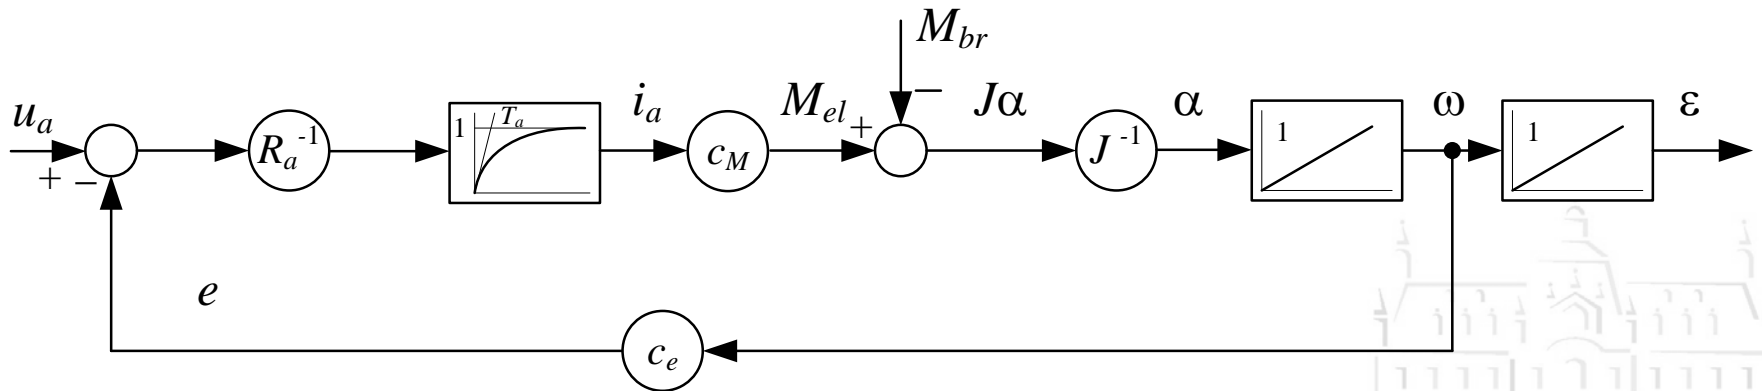 M_br
u_a
+
−
R_a^-1
1
T_a
i_a
c_M
M_el
+
−
Jα
J^-1
α
1
ω
1
ε
e
c_e